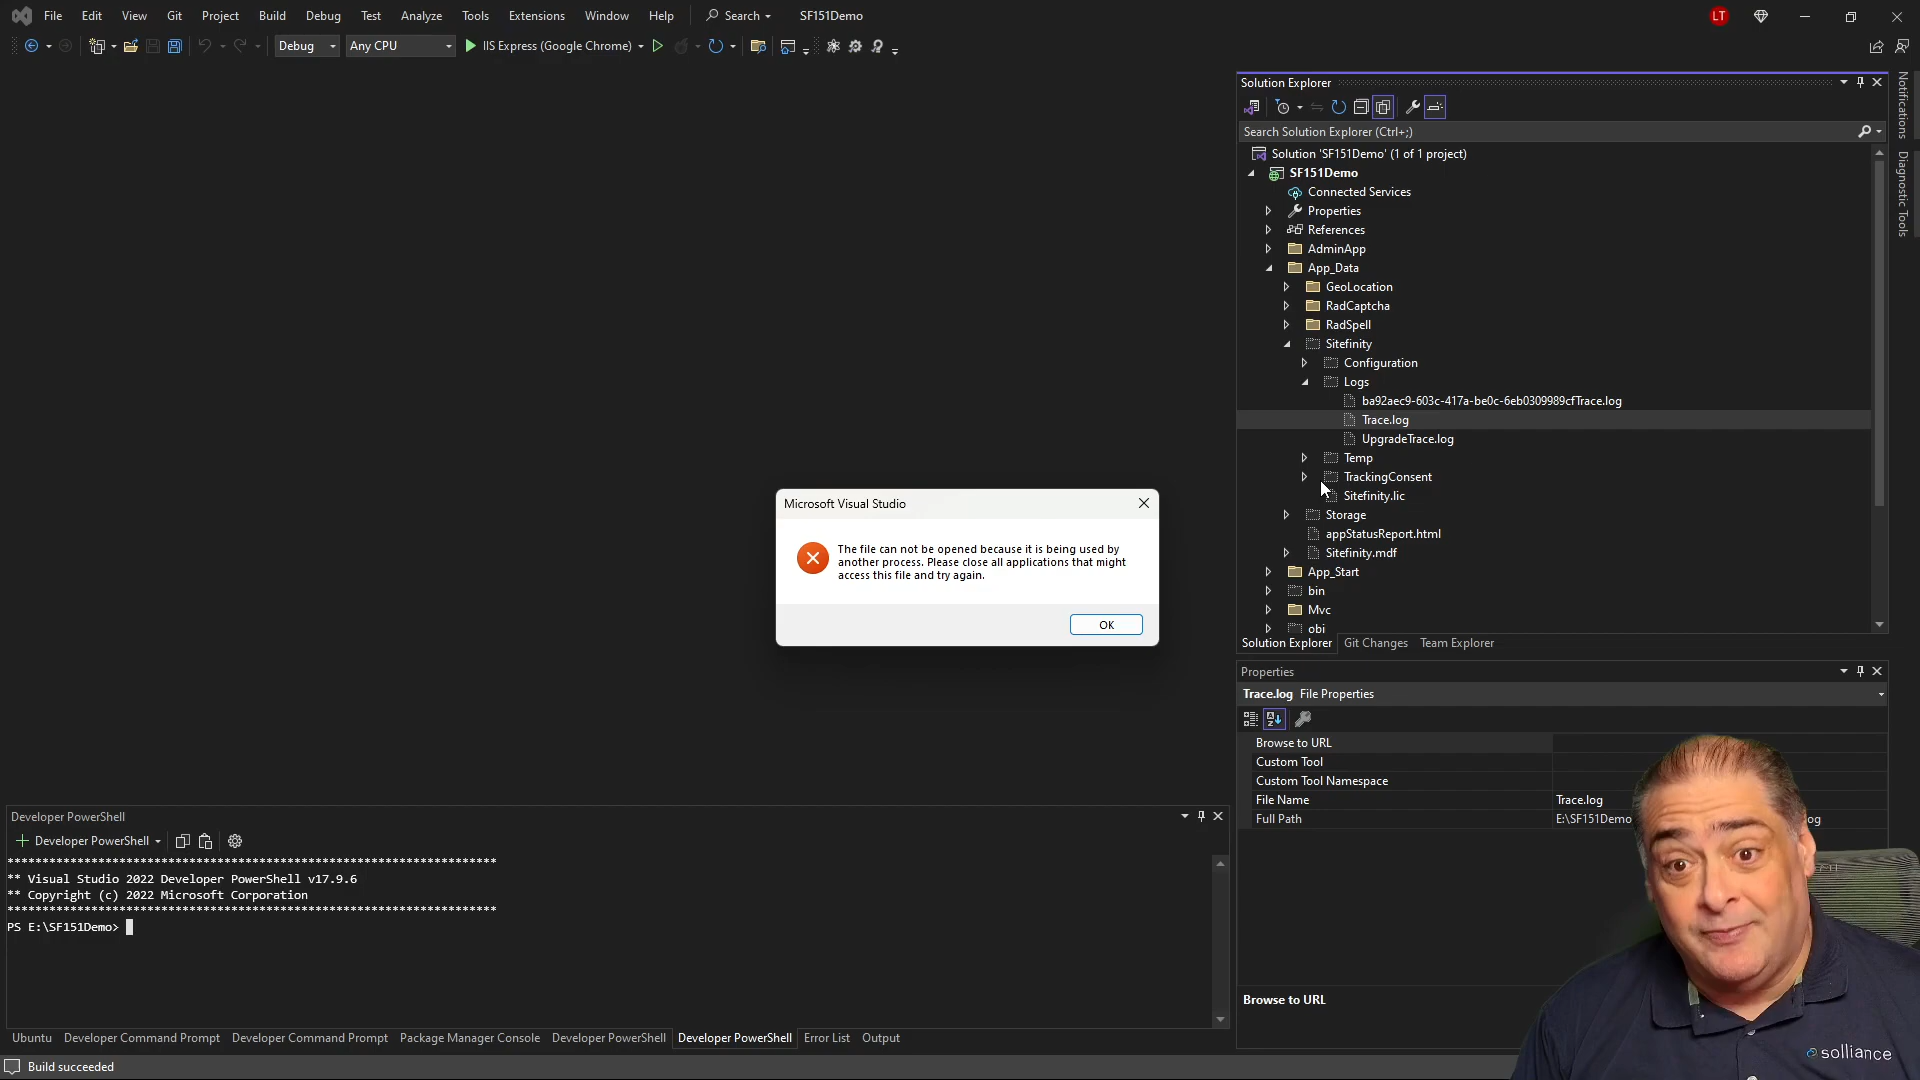 File Edit View Git Project Build Debug Test Analyze Tools Extensions Window Help Search SF151Demo LT
Debug Any CPU IIS Express (Google Chrome)
Solution Explorer
Search Solution Explorer (Ctrl+;)
Solution 'SF151Demo' (1 of 1 project)
SF151Demo
Connected Services
Properties
References
AdminApp
App_Data
GeoLocation
RadCaptcha
RadSpell
Sitefinity
Configuration
Logs
ba92aec9-603c-417a-be0c-6eb0309989cfTrace.log
Trace.log
UpgradeTrace.log
Temp
TrackingConsent
Sitefinity.lic
Storage
appStatusReport.html
Sitefinity.mdf
App_Start
bin
Mvc
obj
Solution Explorer Git Changes Team Explorer
Notifications
Diagnostic Tools
Microsoft Visual Studio
The file can not be opened because it is being used by
another process. Please close all applications that might
access this file and try again.
OK
Properties
Trace.log File Properties
Browse to URL
Custom Tool
Custom Tool Namespace
File Name Trace.log
Full Path E:\SF151Demo og
Browse to URL
Developer PowerShell
Developer PowerShell
**********************************************************************
** Visual Studio 2022 Developer PowerShell v17.9.6
** Copyright (c) 2022 Microsoft Corporation
**********************************************************************
PS E:\SF151Demo>
Ubuntu Developer Command Prompt Developer Command Prompt Package Manager Console Developer PowerShell Developer PowerShell Error List Output
Build succeeded
solliance